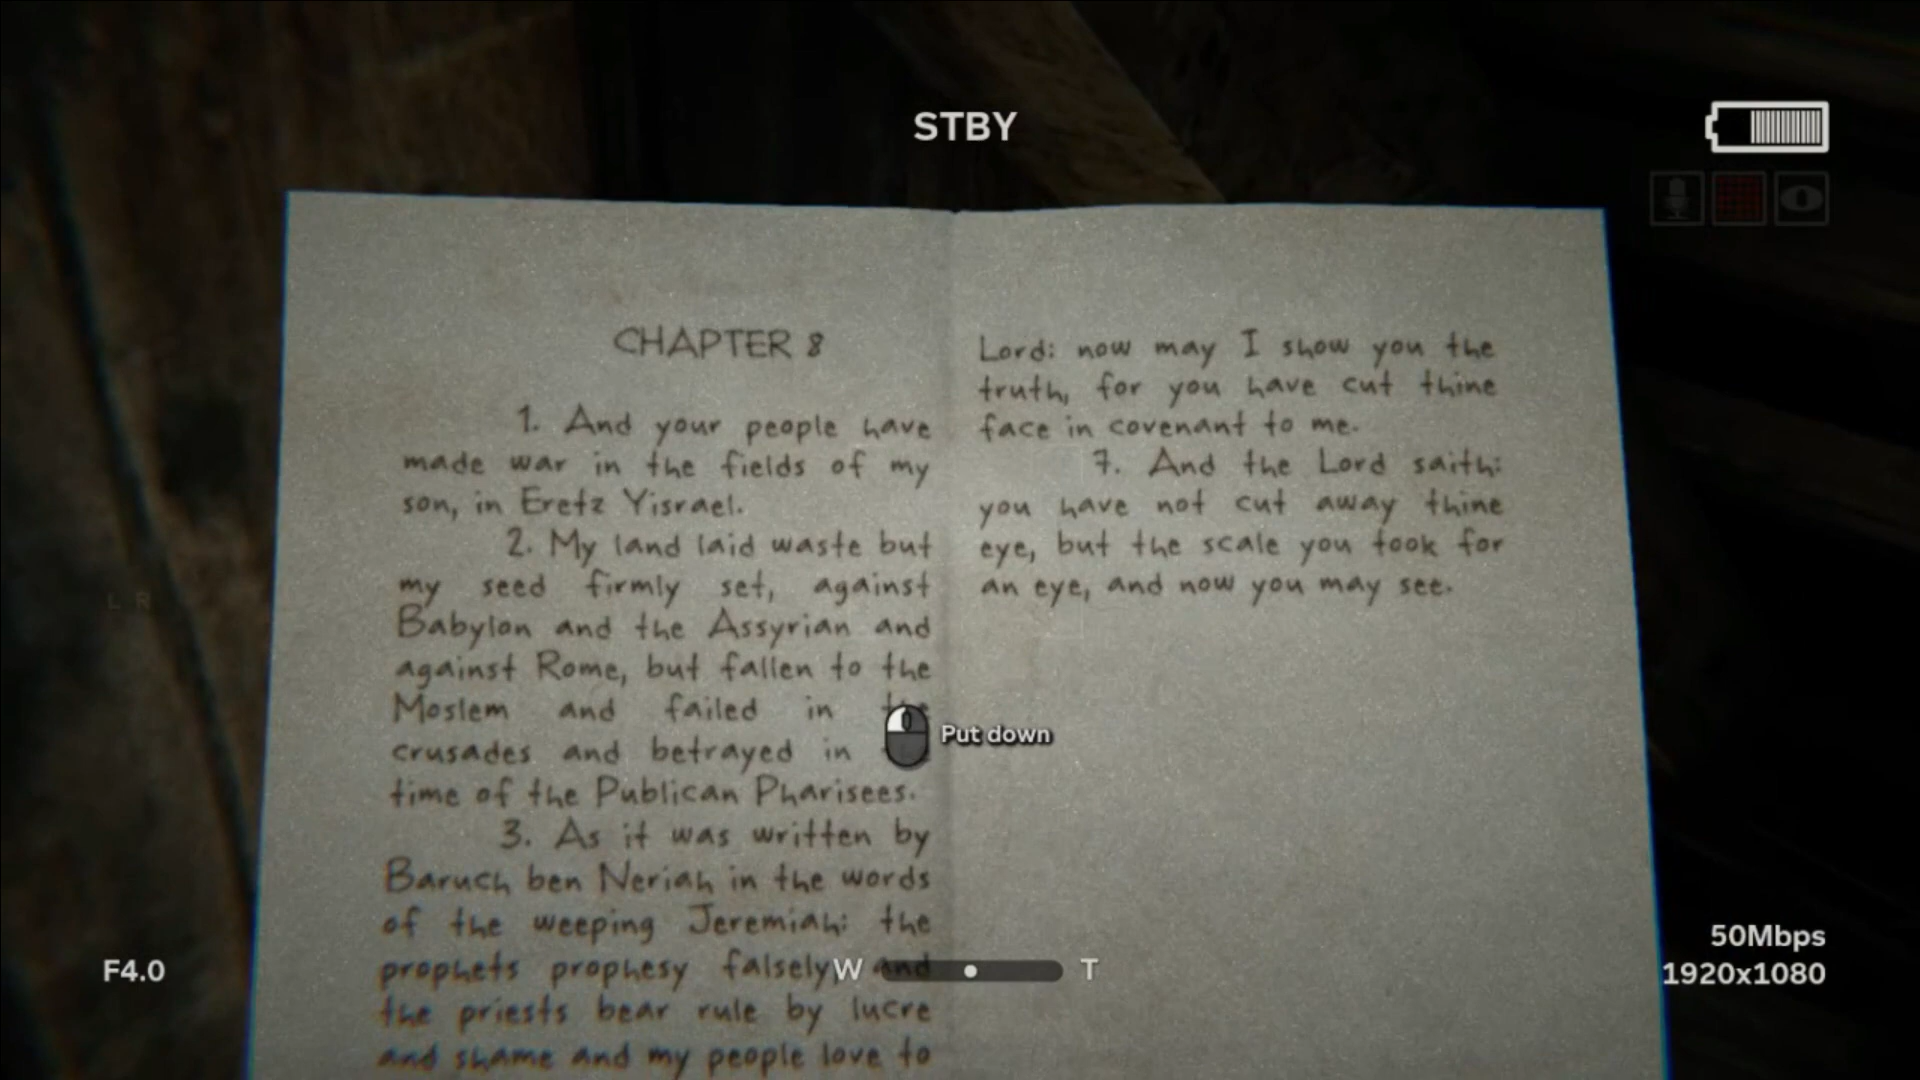 STBY
CHAPTER 8
1. And your people have
made war in the fields of my
son, in Eretz Yisrael.
2. My land laid waste but
my seed firmly set, against
Babylon and the Assyrian and
against Rome, but fallen to the
Moslem and failed in the
crusades and betrayed in
time of the Publican Pharisees.
3. As it was written by
Baruch ben Neriah in the words
of the weeping Jeremiah: the
prophets prophesy falsely, and
the priests bear rule by lucre
and shame and my people love to
Lord: now may I show you the
truth, for you have cut thine
face in covenant to me.
7. And the Lord saith:
you have not cut away thine
eye, but the scale you took for
an eye, and now you may see.
Put down
L R
F4.0
W T
50Mbps
1920x1080